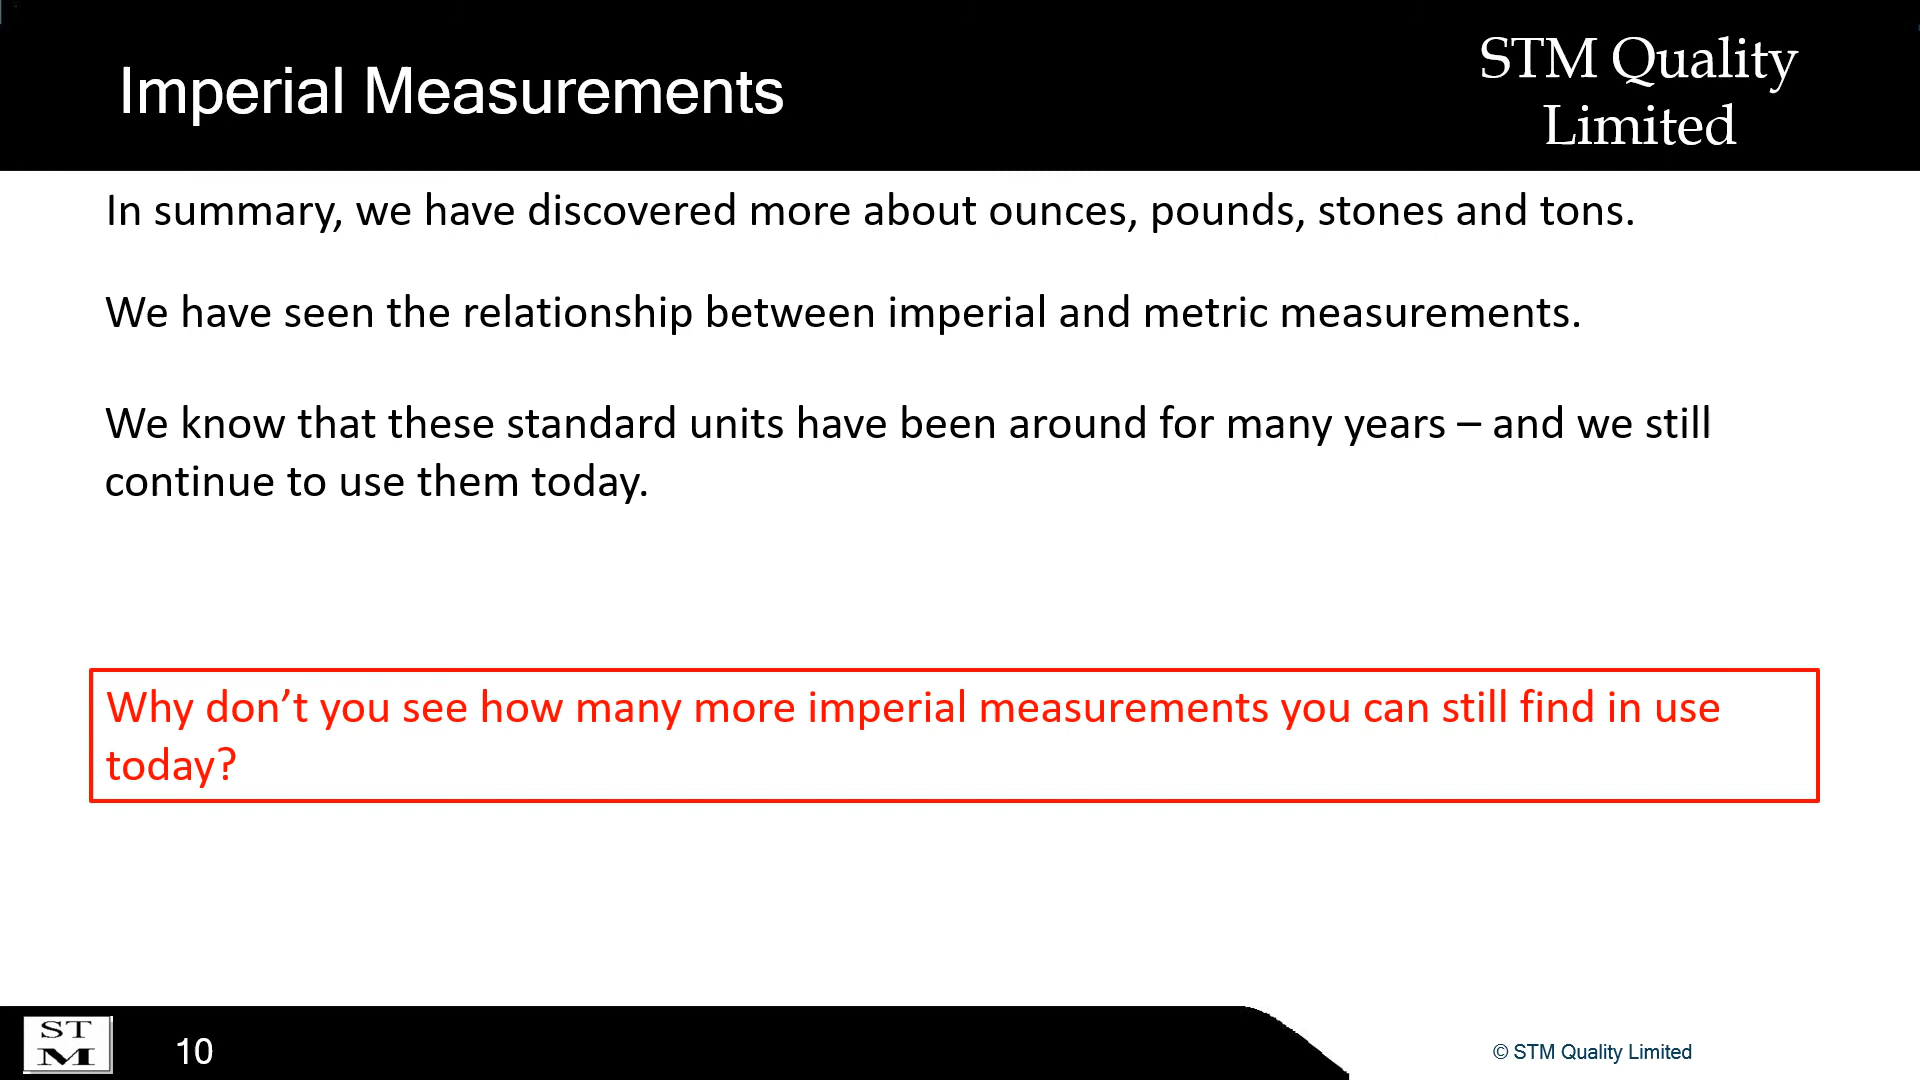 Imperial Measurements
STM Quality
Limited
In summary, we have discovered more about ounces, pounds, stones and tons.
We have seen the relationship between imperial and metric measurements.
We know that these standard units have been around for many years – and we still
continue to use them today.
Why don’t you see how many more imperial measurements you can still find in use
today?
ST
M
10
© STM Quality Limited